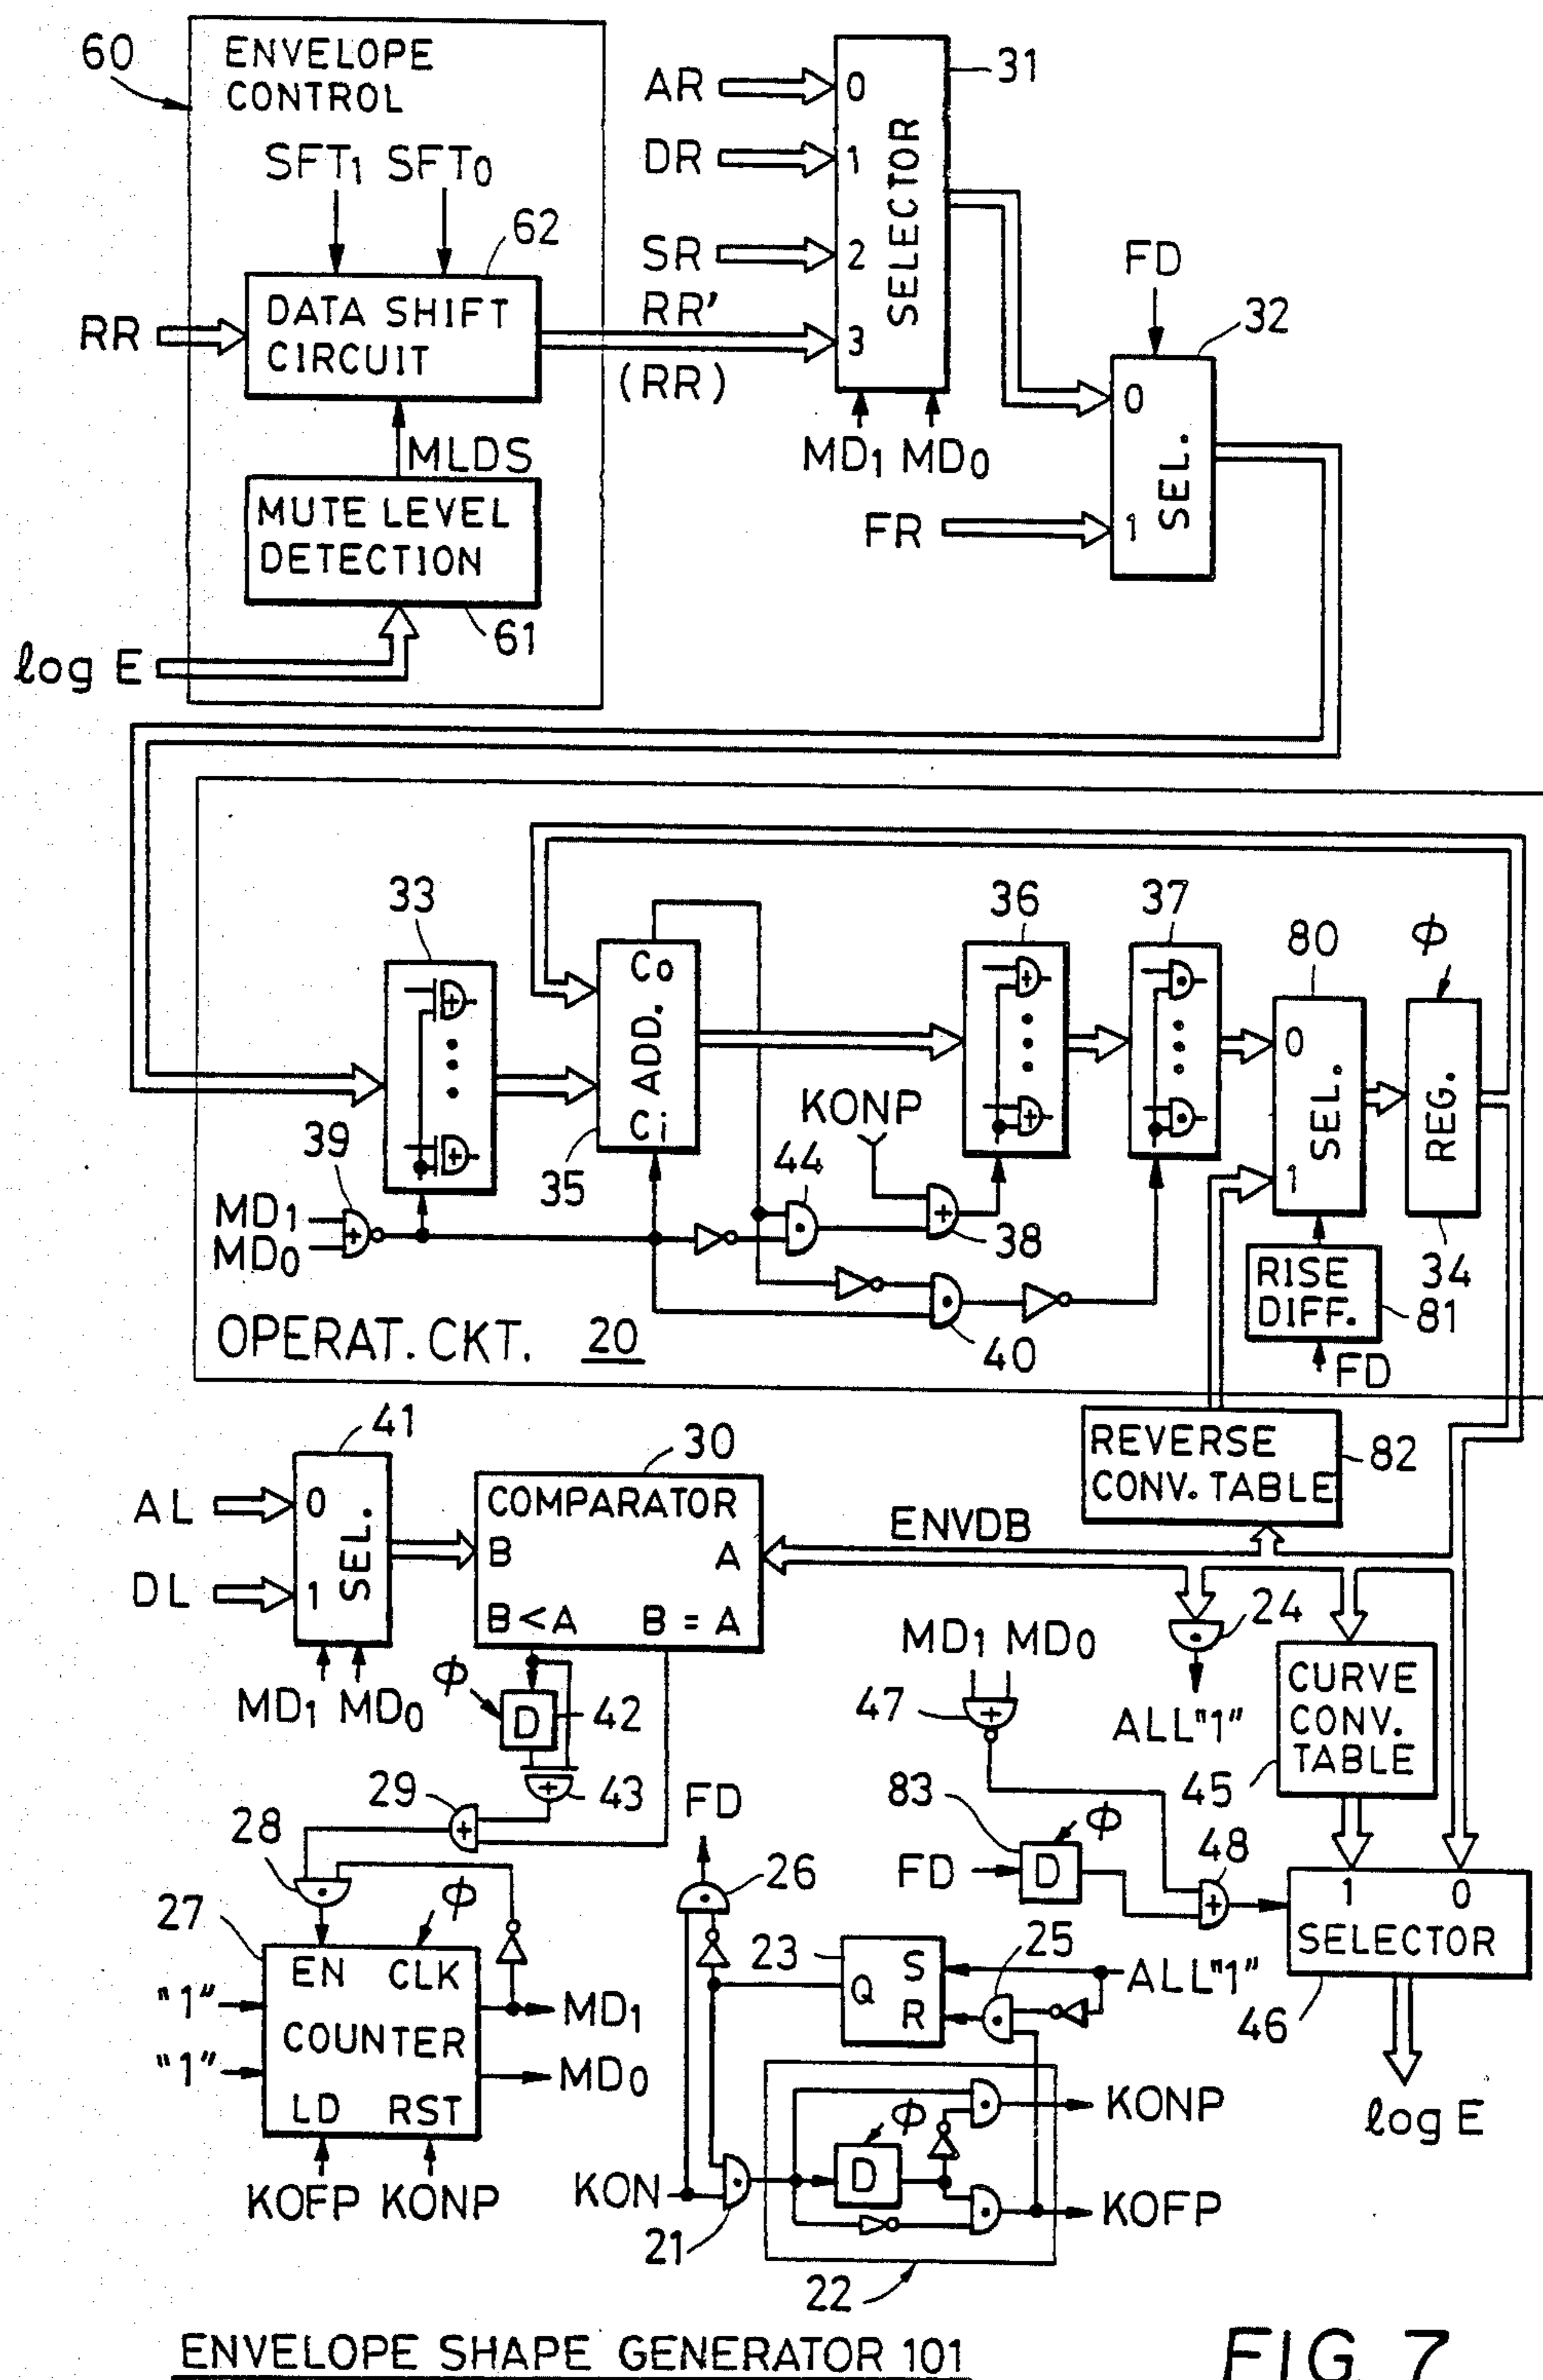 60
ENVELOPE
CONTROL
SFT1 SFT0
62
RR
DATA SHIFT
CIRCUIT
MLDS
MUTE LEVEL
DETECTION
61
log E
AR
DR
SR
RR'
(RR)
0
1
2
3
SELECTOR
31
MD1 MD0
FD
32
0
1
SEL.
FR
33
Co
ADD.
Ci
35
36
37
80
φ
0
1
SEL.
REG.
34
KONP
44
38
39
MD1
MD0
40
RISE
DIFF.
81
FD
OPERAT. CKT. 20
41
AL
DL
0
1
SEL.
MD1 MD0
30
COMPARATOR
B A
B<A B=A
ENVDB
REVERSE
CONV. TABLE
82
φ
D
42
43
29
28
MD1 MD0
47
24
ALL"1"
CURVE
CONV.
TABLE
45
FD
26
83
φ
FD
D
48
1 0
SELECTOR
46
log E
27
φ
EN CLK
"1"
"1"
COUNTER
LD RST
MD1
MD0
KOFP KONP
23
S
Q
R
25
ALL"1"
KON
21
φ
D
KONP
KOFP
22
ENVELOPE SHAPE GENERATOR 101
FIG. 7